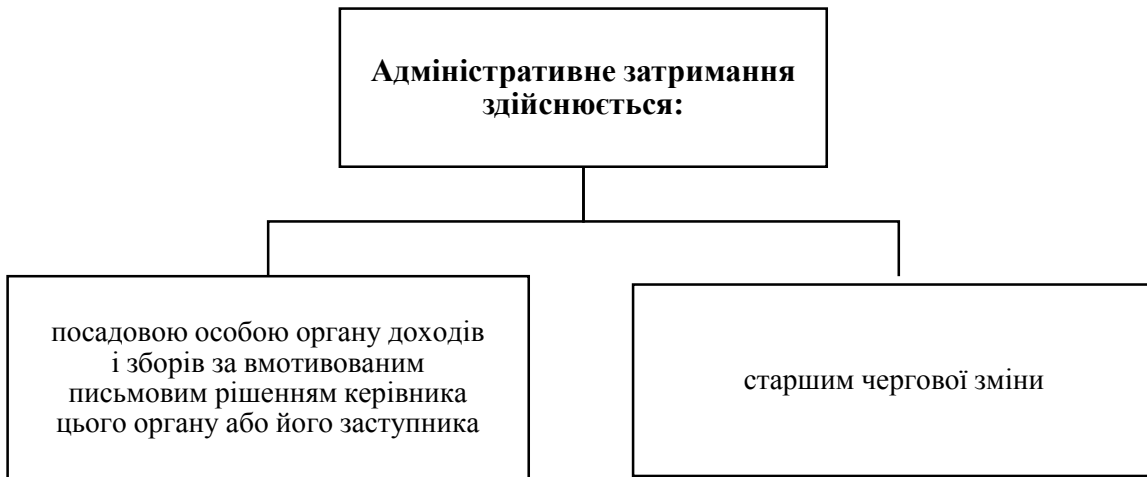 Адміністративне затримання
здійснюється:
посадовою особою органу доходів
і зборів за вмотивованим
письмовим рішенням керівника
цього органу або його заступника
старшим чергової зміни